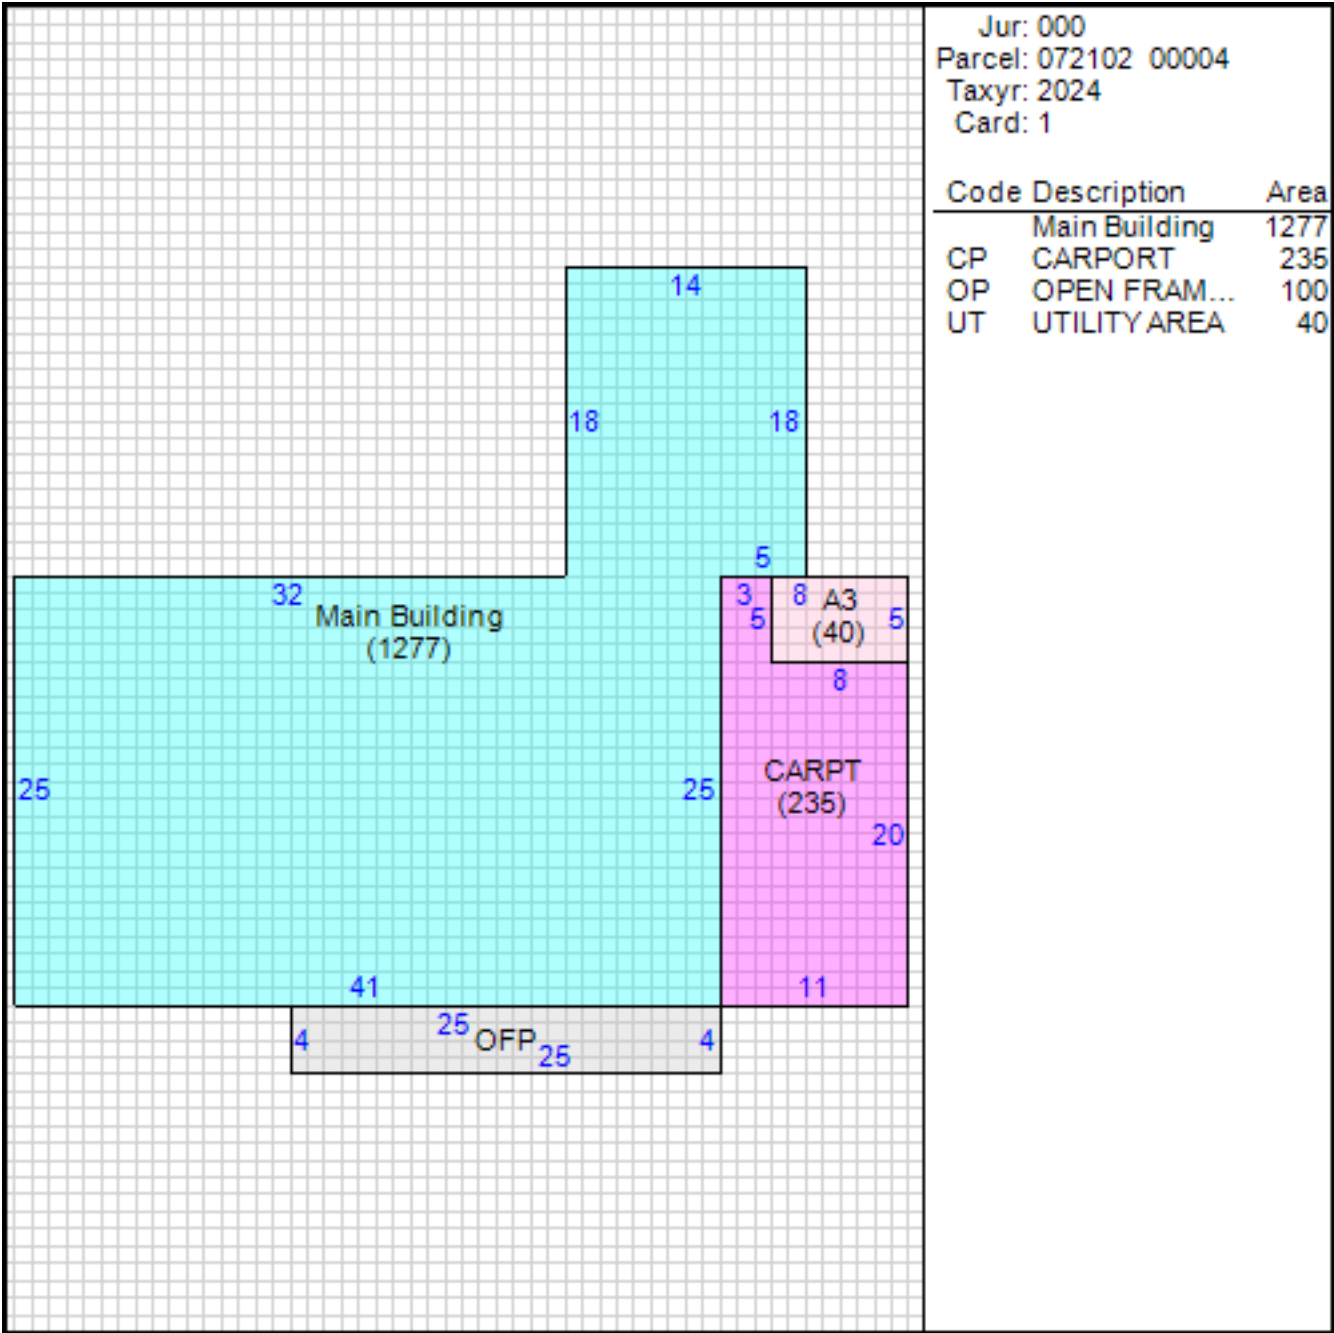 Jur: 000
Parcel: 072102 00004
Taxyr: 2024
Card: 1
Code Description Area
Main Building 1277
CP CARPORT 235
OP OPEN FRAM... 100
UT UTILITY AREA 40
14
18 18
5
32
3 8 A3
5 (40) 5
Main Building
(1277)
8
CARPT
(235)
25 25
20
41 11
25
4 OFP 4
25